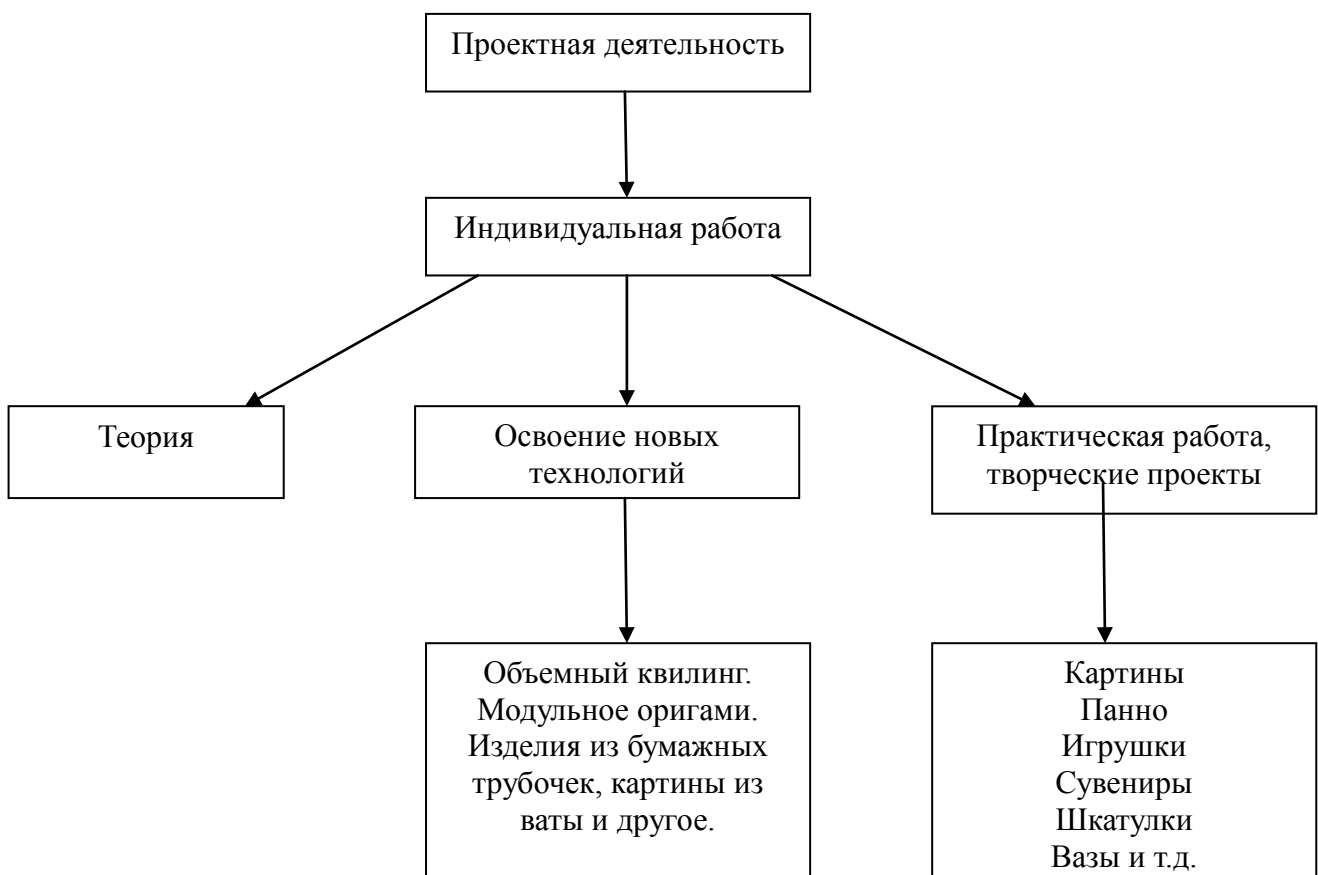 Проектная деятельность
Индивидуальная работа
Теория
Освоение новых
технологий
Практическая работа,
творческие проекты
Объемный квилинг.
Модульное оригами.
Изделия из бумажных
трубочек, картины из
ваты и другое.
Картины
Панно
Игрушки
Сувениры
Шкатулки
Вазы и т.д.